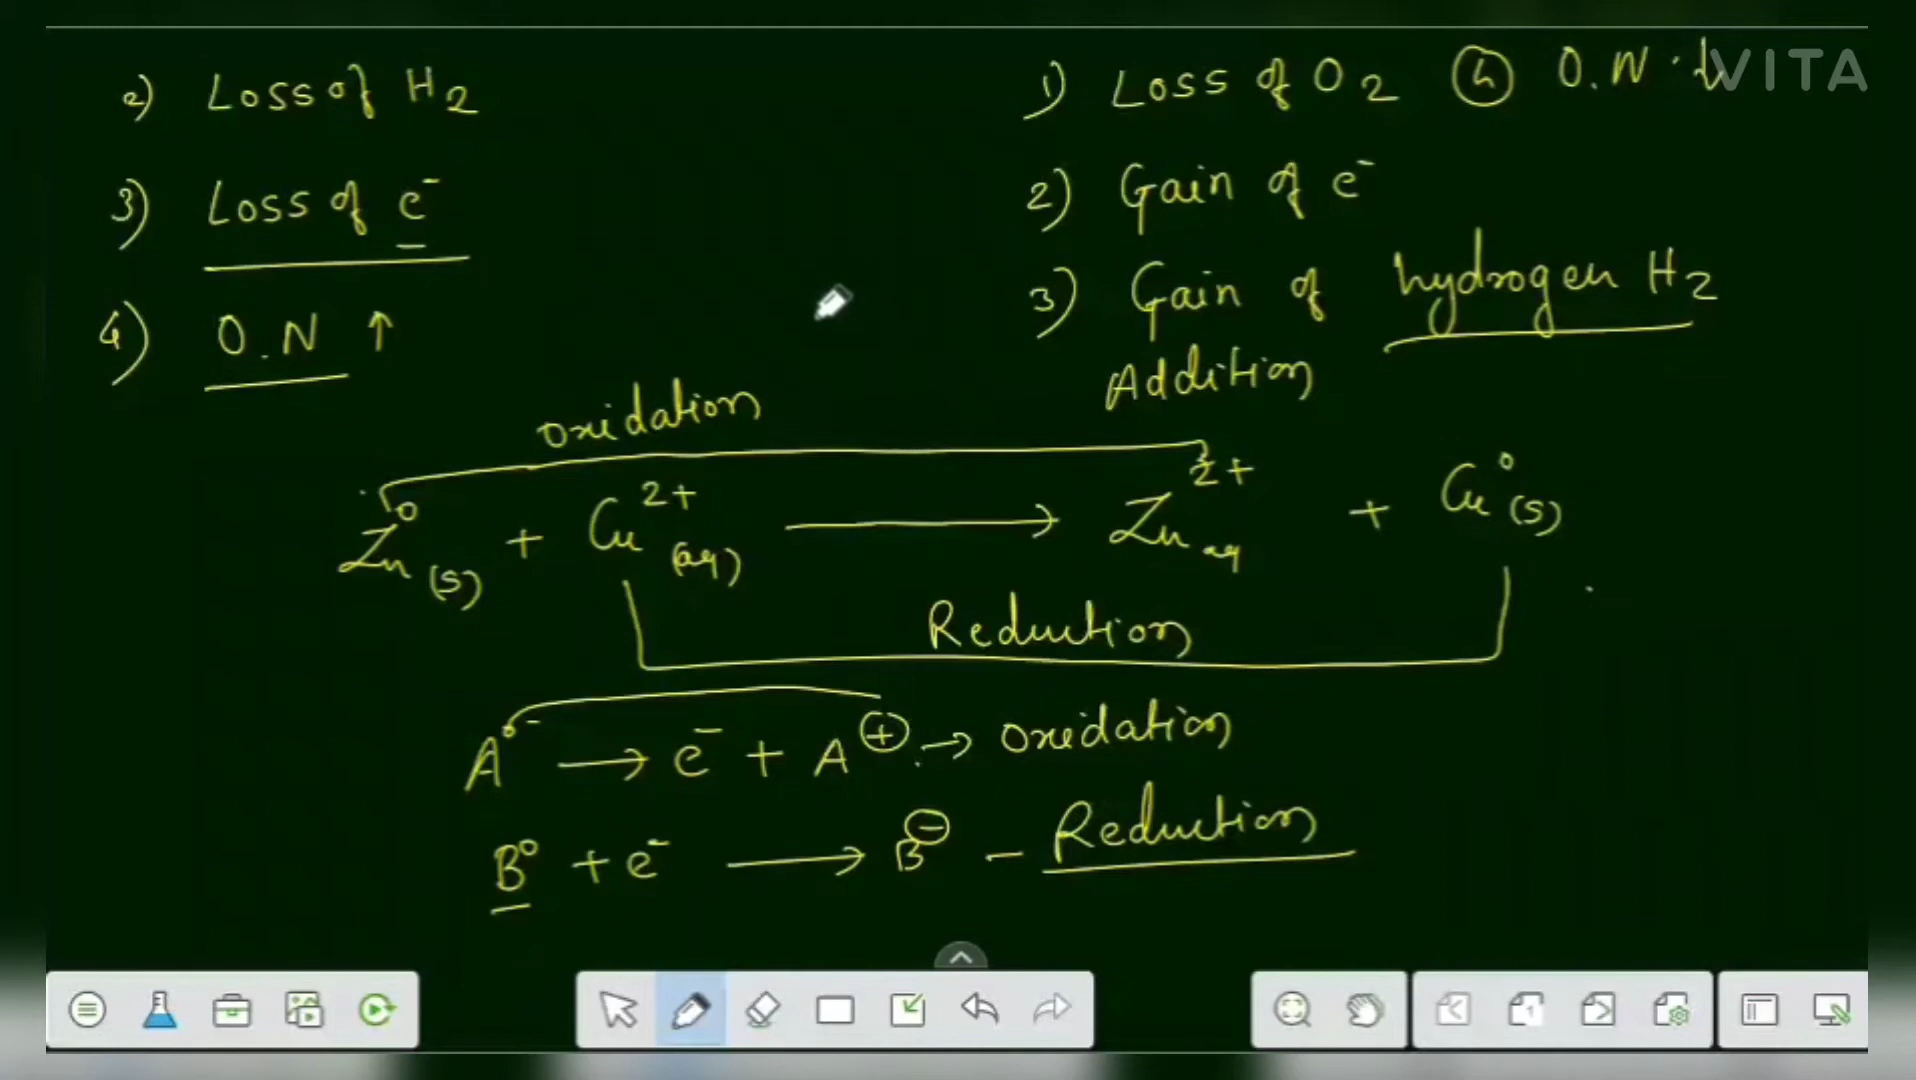 2) Loss of H2
3) Loss of e⁻
4) O.N ↑
1) Loss of O2 (4) O.N.↓
VITA
2) Gain of e⁻
3) Gain of hydrogen H2
Addition
oxidation
Zn⁰(s) + Cu²⁺(aq) ⟶ Zn²⁺aq + Cu⁰(s)
Reduction
A⁰⁻ ⟶ e⁻ + A⊕ → oxidation
B⁰ + e⁻ ⟶ B⊖ – Reduction